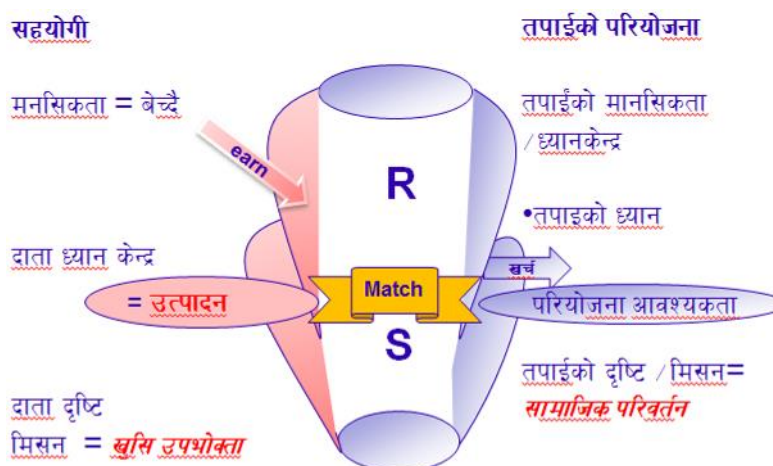 सहयोगी
मनसिकता = बेच्दै
earn
दाता ध्यान केन्द्र
= उत्पादन
दाता दृष्टि
मिसन = खुसि उपभोक्ता
R
Match
S
तपाईको परियोजना
तपाईंको मानसिकता
/ध्यानकेन्द्र
•तपाइको ध्यान
खर्च
परियोजना आवश्यकता
तपाईको दृष्टि /मिसन=
सामाजिक परिवर्तन